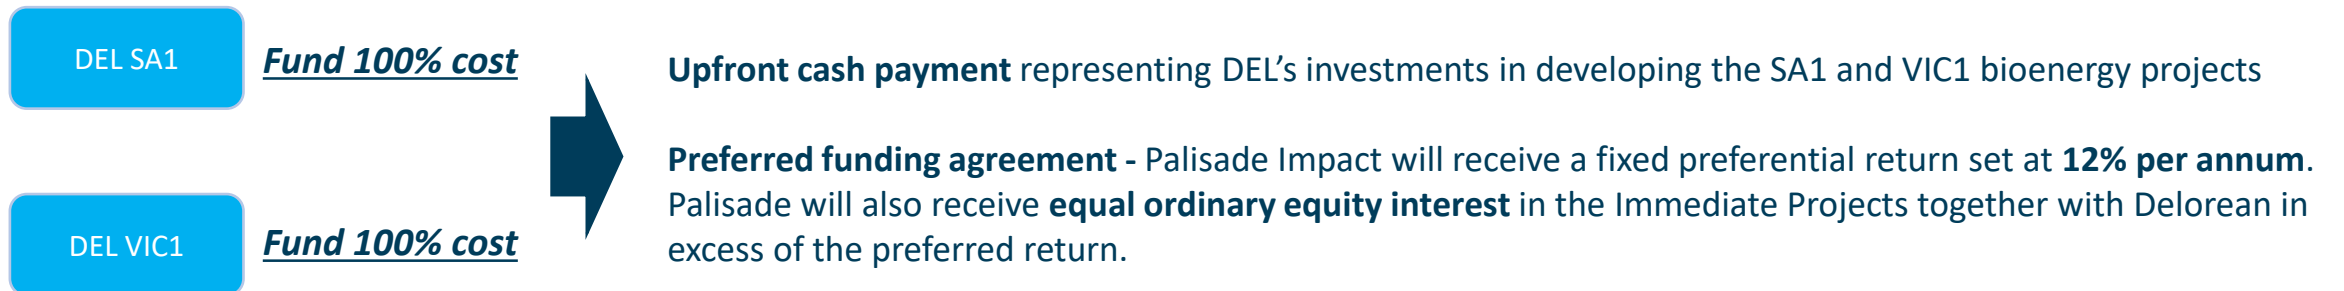 DEL SA1
Fund 100% cost
DEL VIC1
Fund 100% cost
Upfront cash payment representing DEL’s investments in developing the SA1 and VIC1 bioenergy projects
Preferred funding agreement - Palisade Impact will receive a fixed preferential return set at 12% per annum.
Palisade will also receive equal ordinary equity interest in the Immediate Projects together with Delorean in
excess of the preferred return.